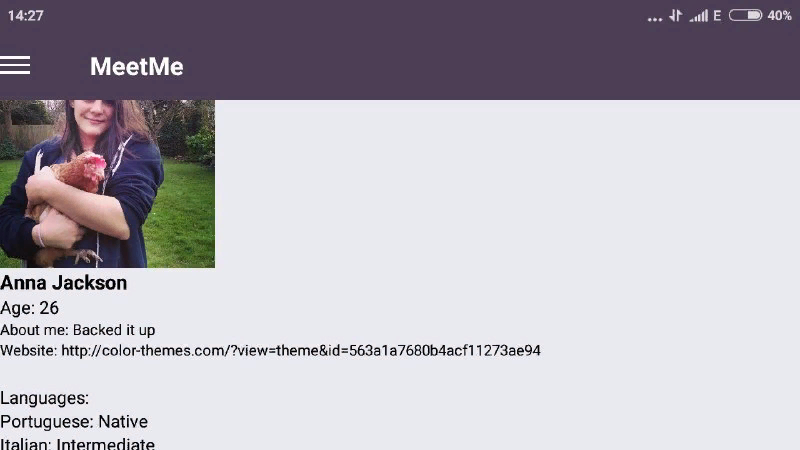 14:27
... E 40%
MeetMe
Anna Jackson
Age: 26
About me: Backed it up
Website: http://color-themes.com/?view=theme&id=563a1a7680b4acf11273ae94
Languages:
Portuguese: Native
Italian: Intermediate